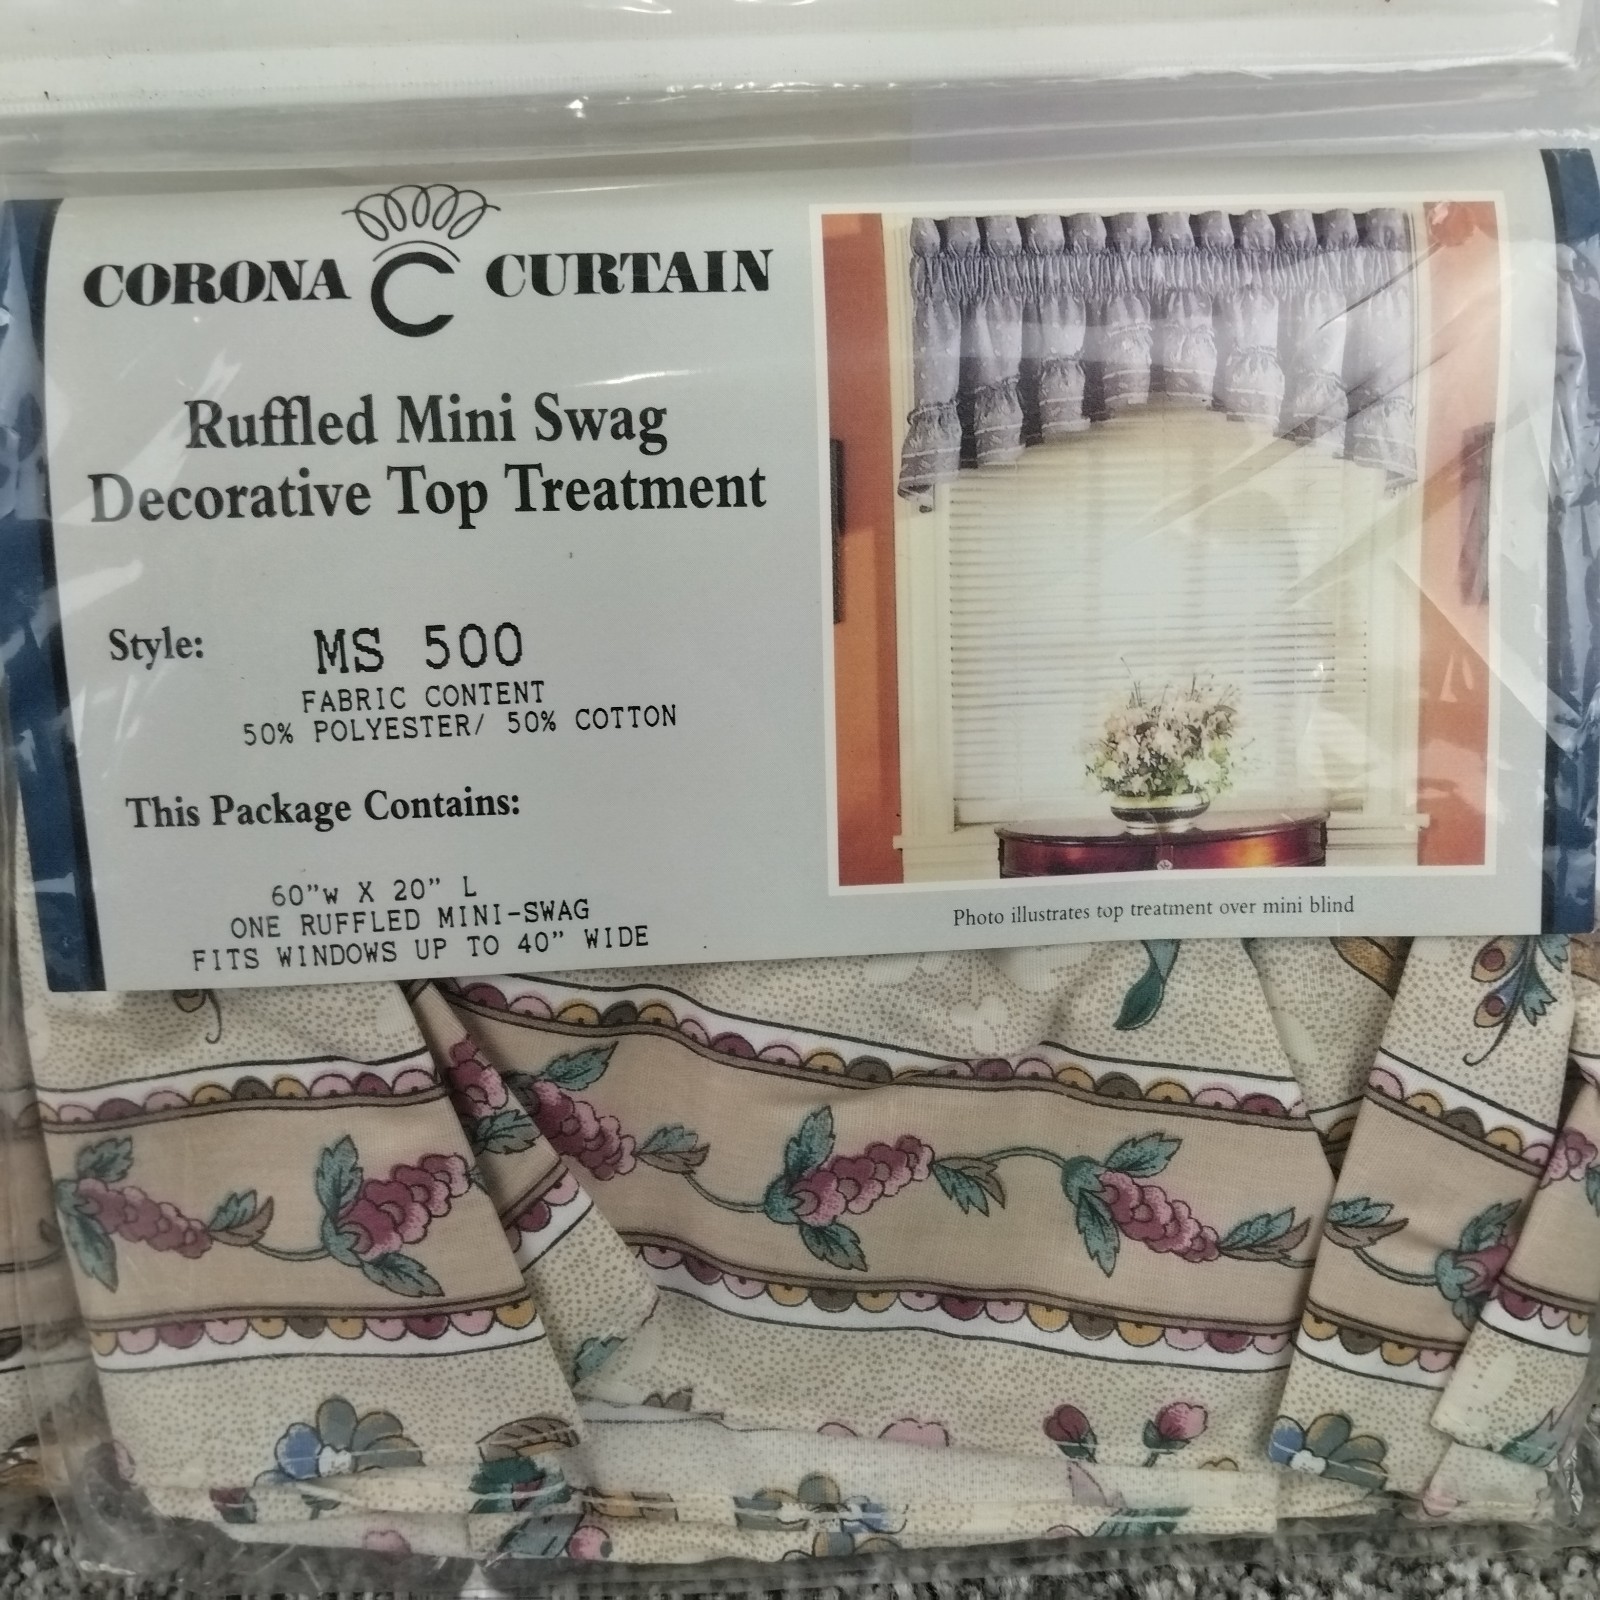 CORONA C CURTAIN
Ruffled Mini Swag
Decorative Top Treatment
Style: MS 500
FABRIC CONTENT
50% POLYESTER/ 50% COTTON
This Package Contains:
60"w X 20" L
ONE RUFFLED MINI-SWAG
FITS WINDOWS UP TO 40" WIDE
Photo illustrates top treatment over mini blind